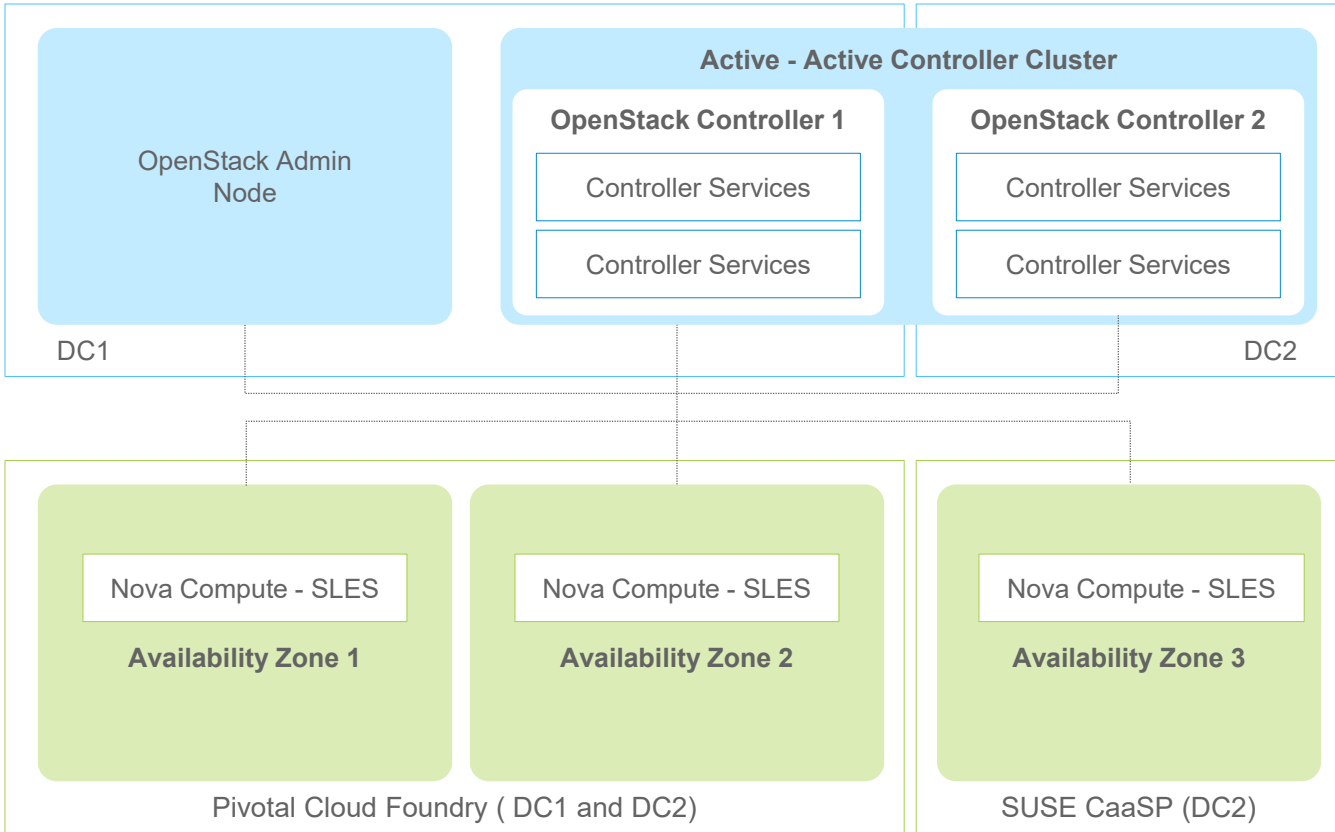 Active - Active Controller Cluster
OpenStack Admin
Node
OpenStack Controller 1
Controller Services
Controller Services
OpenStack Controller 2
Controller Services
Controller Services
DC1
DC2
Nova Compute - SLES
Availability Zone 1
Nova Compute - SLES
Availability Zone 2
Nova Compute - SLES
Availability Zone 3
Pivotal Cloud Foundry ( DC1 and DC2)
SUSE CaaSP (DC2)